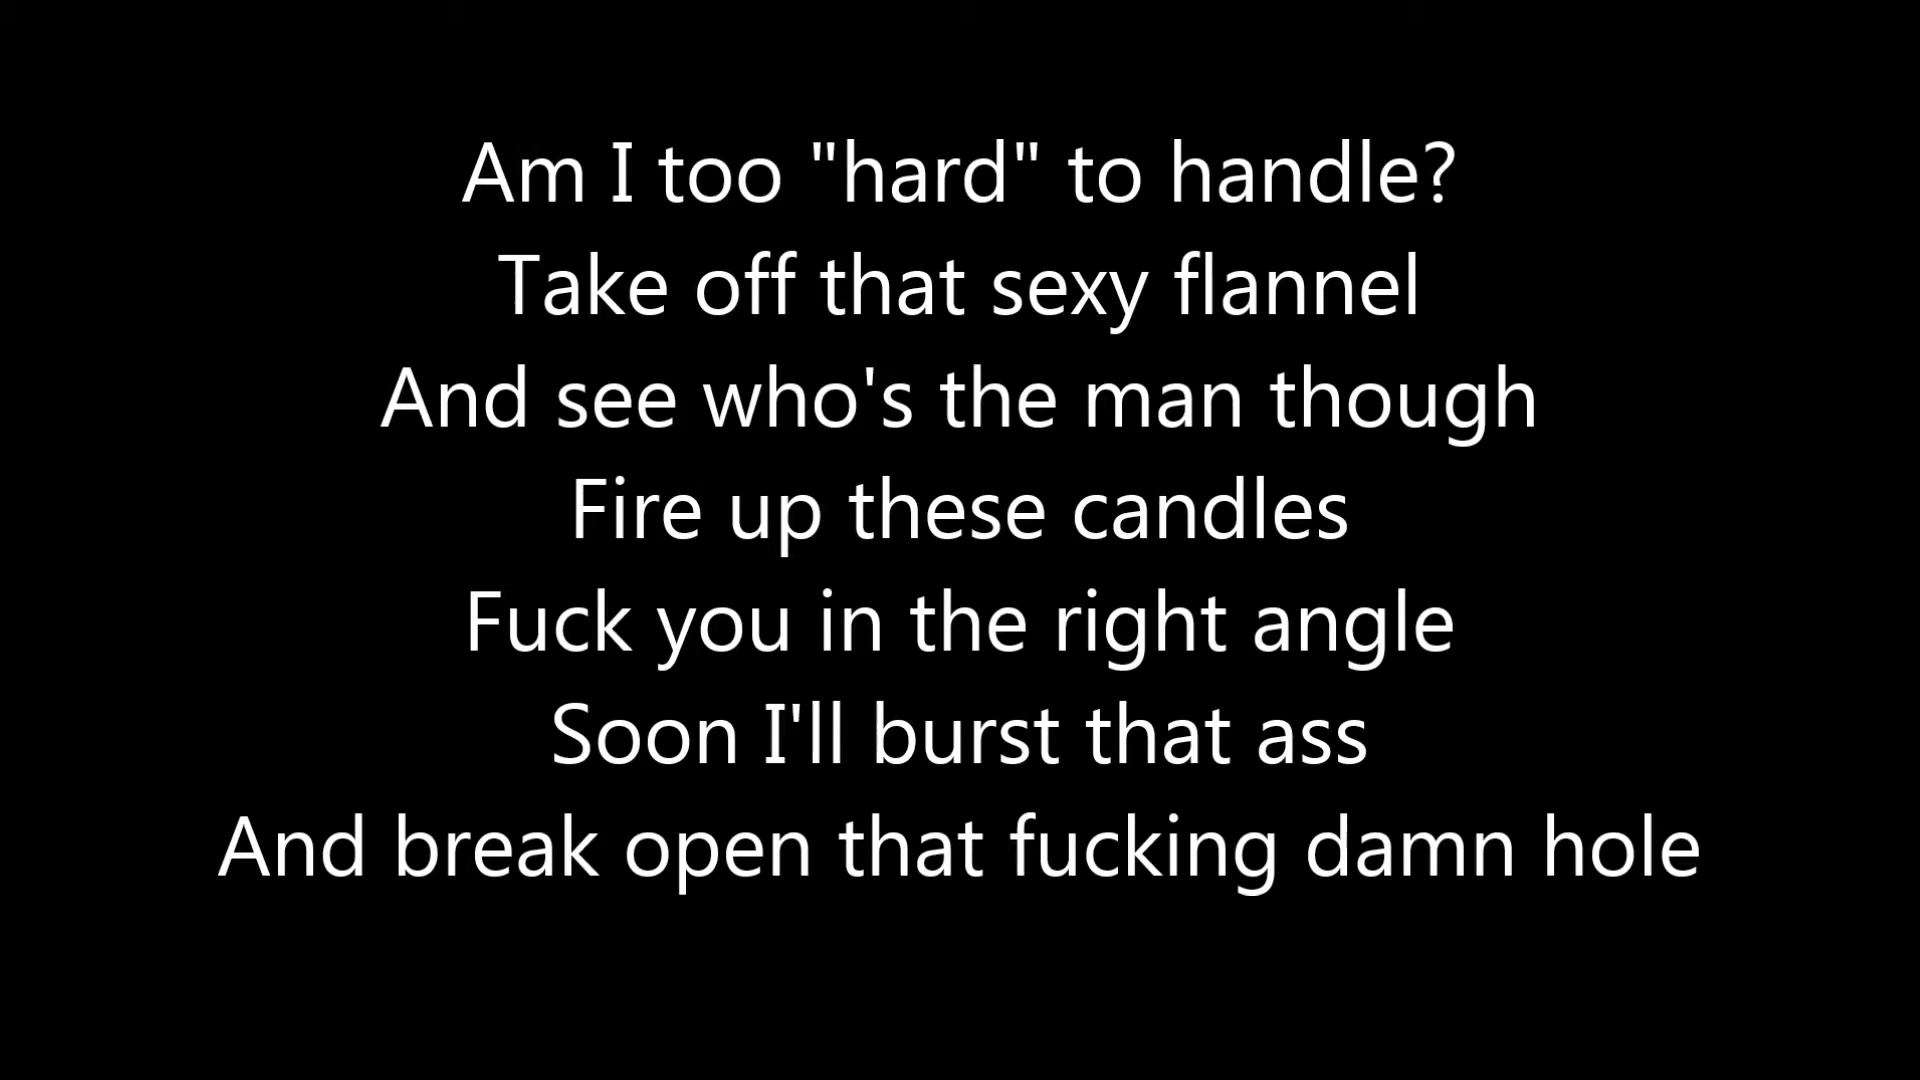 Am I too "hard" to handle?
Take off that sexy flannel
And see who's the man though
Fire up these candles
Fuck you in the right angle
Soon I'll burst that ass
And break open that fucking damn hole